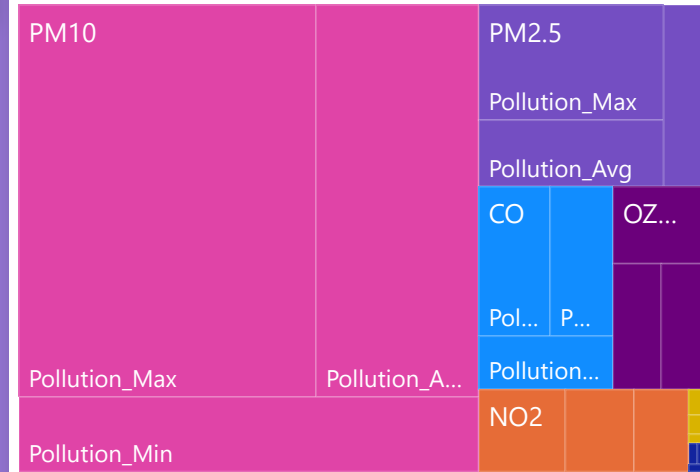 PM10
Pollution_Max
Pollution_A...
Pollution_Min
PM2.5
Pollution_Max
Pollution_Avg
CO
Pol...
P...
Pollution...
OZ...
NO2